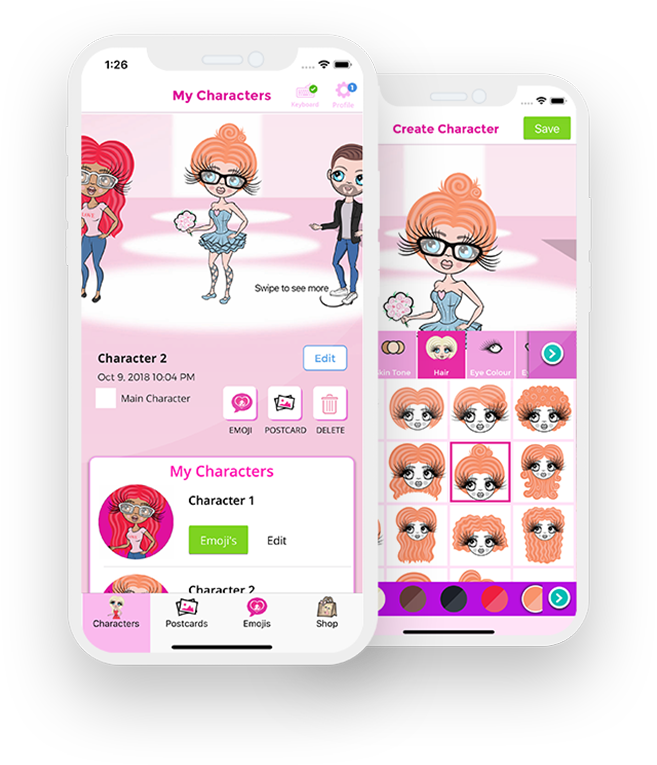 1:26
My Characters
Keyboard
1
Profile
Swipe to see more
Character 2
Edit
Oct 9, 2018 10:04 PM
Main Character
EMOJI
POSTCARD
DELETE
My Characters
Character 1
Emoji's
Edit
Character 2
Characters
Postcards
Emojis
Shop
Create Character
Save
kin Tone
Hair
Eye Colour